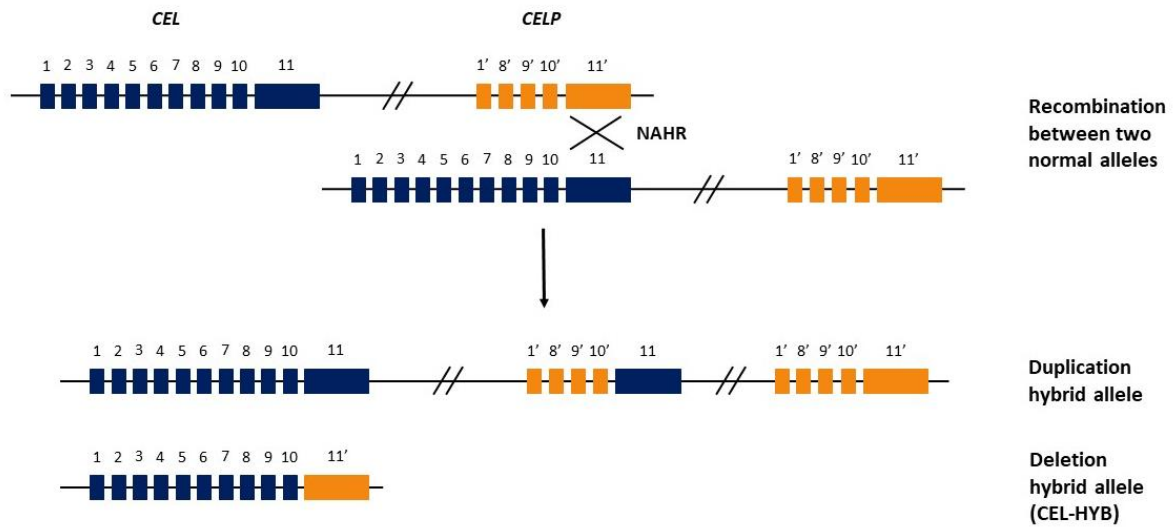 CEL CELP
1 2 3 4 5 6 7 8 9 10 11 1’ 8’ 9’ 10’ 11’
NAHR
1 2 3 4 5 6 7 8 9 10 11 1’ 8’ 9’ 10’ 11’
Recombination
between two
normal alleles
1 2 3 4 5 6 7 8 9 10 11 1’ 8’ 9’ 10’ 11 1’ 8’ 9’ 10’ 11’
Duplication
hybrid allele
1 2 3 4 5 6 7 8 9 10 11’
Deletion
hybrid allele
(CEL-HYB)